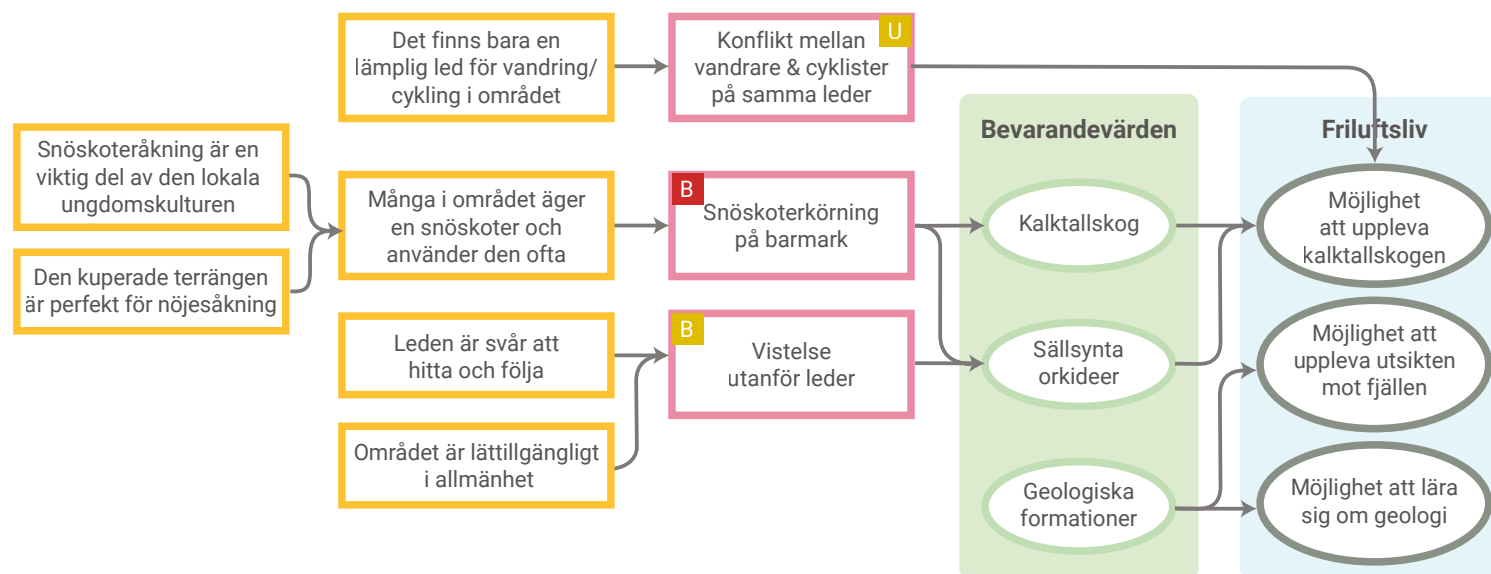 Det finns bara en
lämplig led för vandring/
cykling i området
U
Konflikt mellan
vandrare & cyklister
på samma leder
Bevarandevärden
Friluftsliv
Snöskoteråkning är en
viktig del av den lokala
ungdomskulturen
Den kuperade terrängen
är perfekt för nöjesåkning
Många i området äger
en snöskoter och
använder den ofta
B
Snöskoterkörning
på barmark
Kalktallskog
Möjlighet
att uppleva
kalktallskogen
Leden är svår att
hitta och följa
B
Vistelse
utanför leder
Sällsynta
orkideer
Möjlighet att
uppleva utsikten
mot fjällen
Området är lättillgängligt
i allmänhet
Geologiska
formationer
Möjlighet att lära
sig om geologi